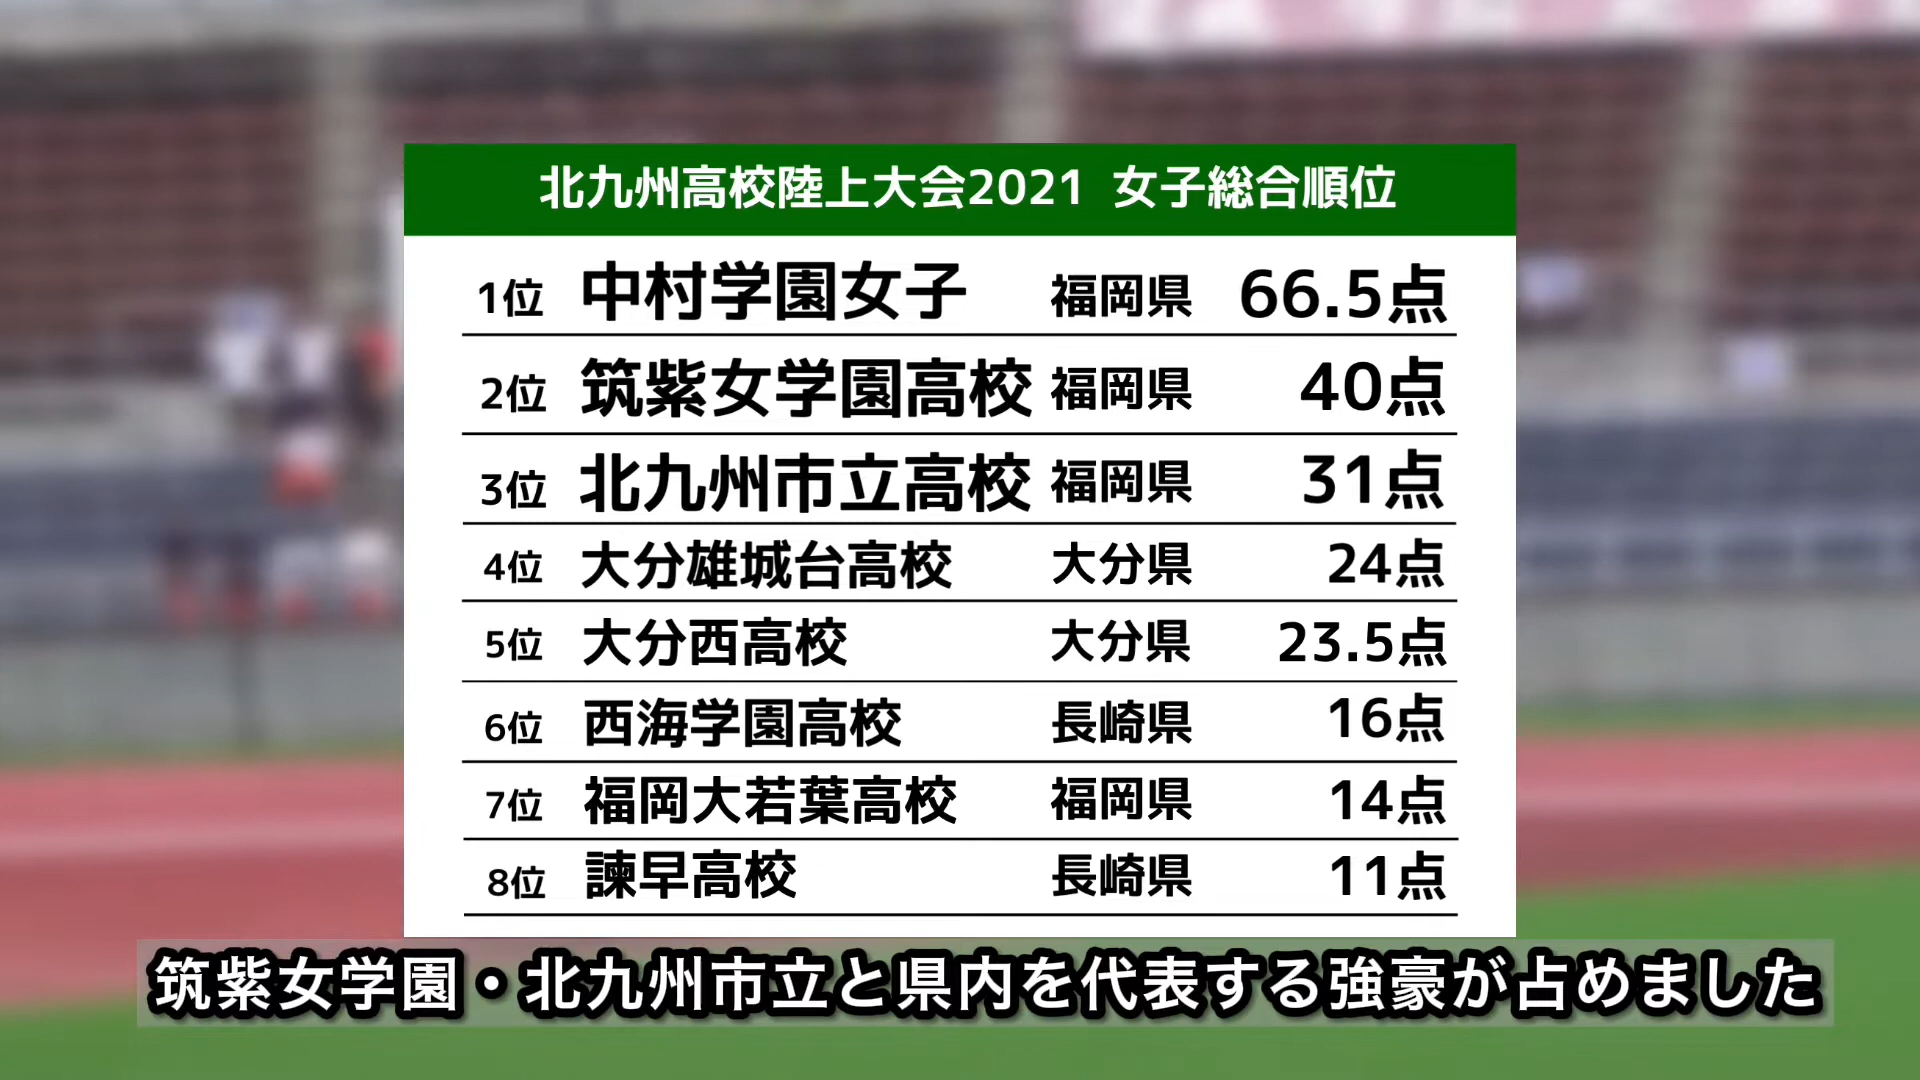 北九州高校陸上大会2021 女子総合順位
1位 中村学園女子 福岡県 66.5点
2位 筑紫女学園高校 福岡県 40点
3位 北九州市立高校 福岡県 31点
4位 大分雄城台高校 大分県 24点
5位 大分西高校 大分県 23.5点
6位 西海学園高校 長崎県 16点
7位 福岡大若葉高校 福岡県 14点
8位 諫早高校 長崎県 11点
筑紫女学園・北九州市立と県内を代表する強豪が占めました